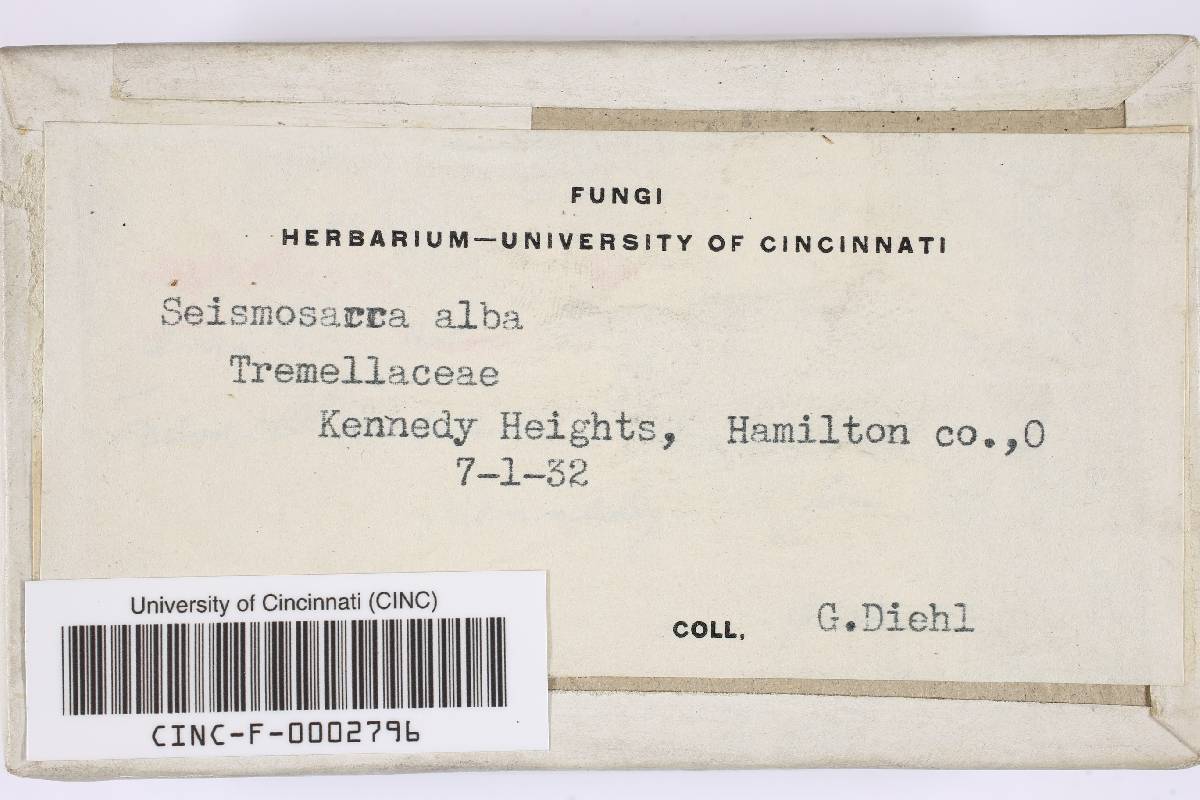 FUNGI
HERBARIUM—UNIVERSITY OF CINCINNATI
Seismosarca alba
Tremellaceae
Kennedy Heights, Hamilton co.,O
7-1-32
COLL. G.Diehl
University of Cincinnati (CINC)
CINC-F-0002796